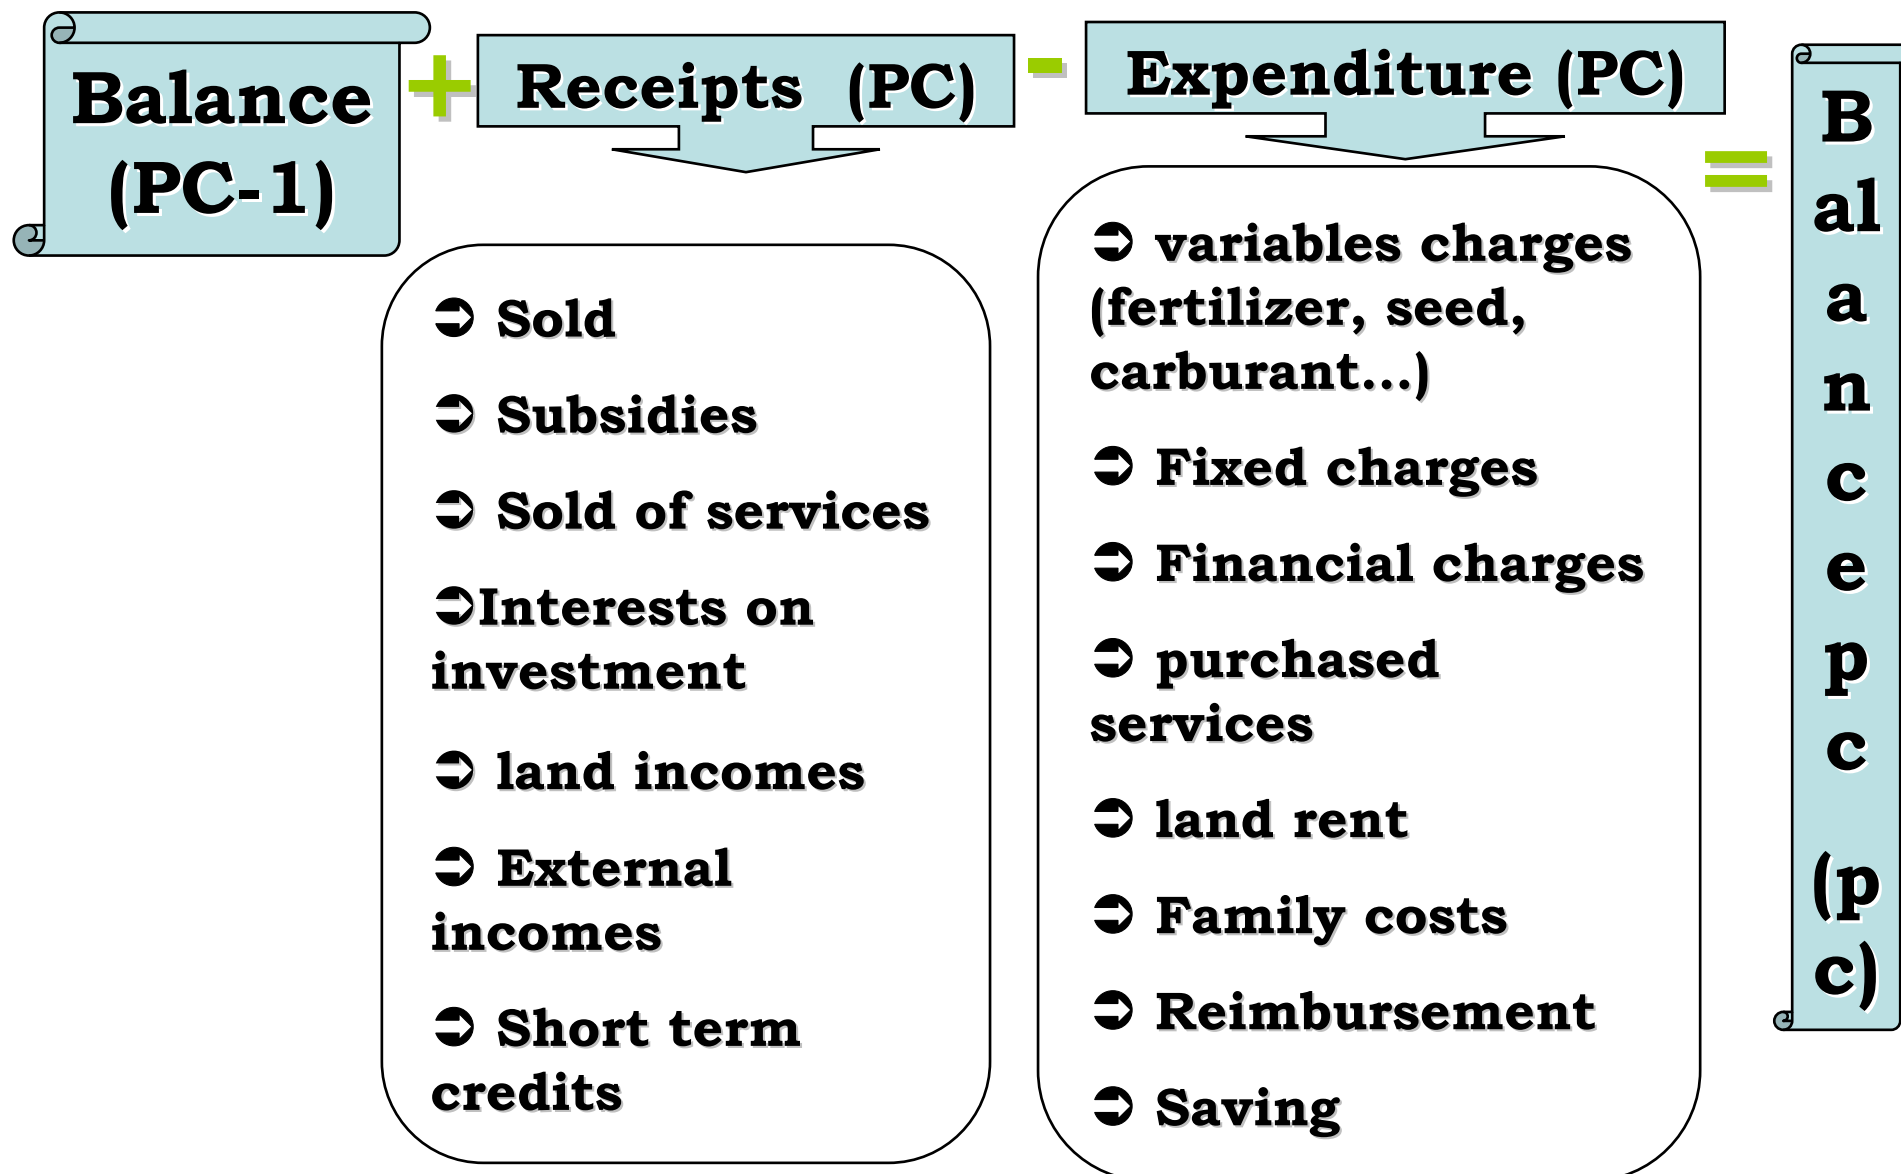 Balance
(PC-1)
+
Receipts (PC)
-
Expenditure (PC)
=
➲ Sold
➲ Subsidies
➲ Sold of services
➲Interests on
investment
➲ land incomes
➲ External
incomes
➲ Short term
credits
➲ variables charges
(fertilizer, seed,
carburant...)
➲ Fixed charges
➲ Financial charges
➲ purchased
services
➲ land rent
➲ Family costs
➲ Reimbursement
➲ Saving
B
al
a
n
c
e
p
c
(p
c)